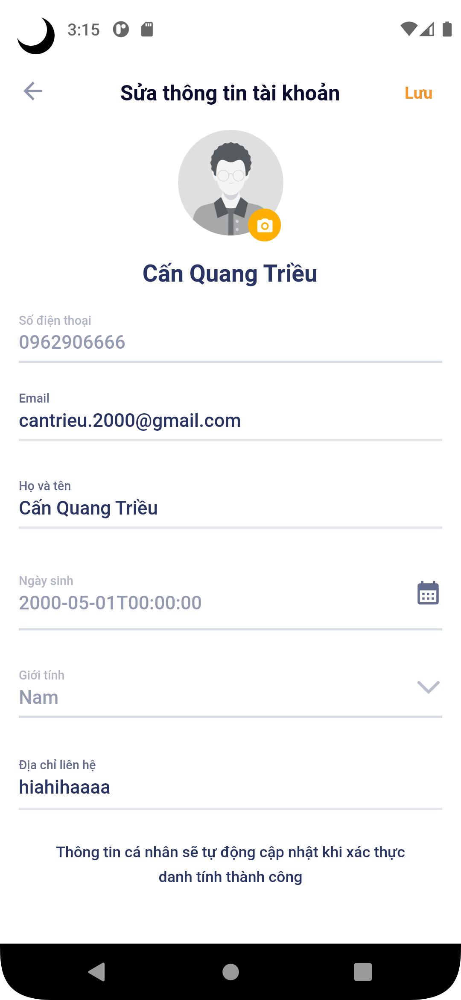 3:15
Sửa thông tin tài khoản
Lưu
Cấn Quang Triều
Số điện thoại
0962906666
Email
cantrieu.2000@gmail.com
Họ và tên
Cấn Quang Triều
Ngày sinh
2000-05-01T00:00:00
Giới tính
Nam
Địa chỉ liên hệ
hiahihaaaa
Thông tin cá nhân sẽ tự động cập nhật khi xác thực
danh tính thành công